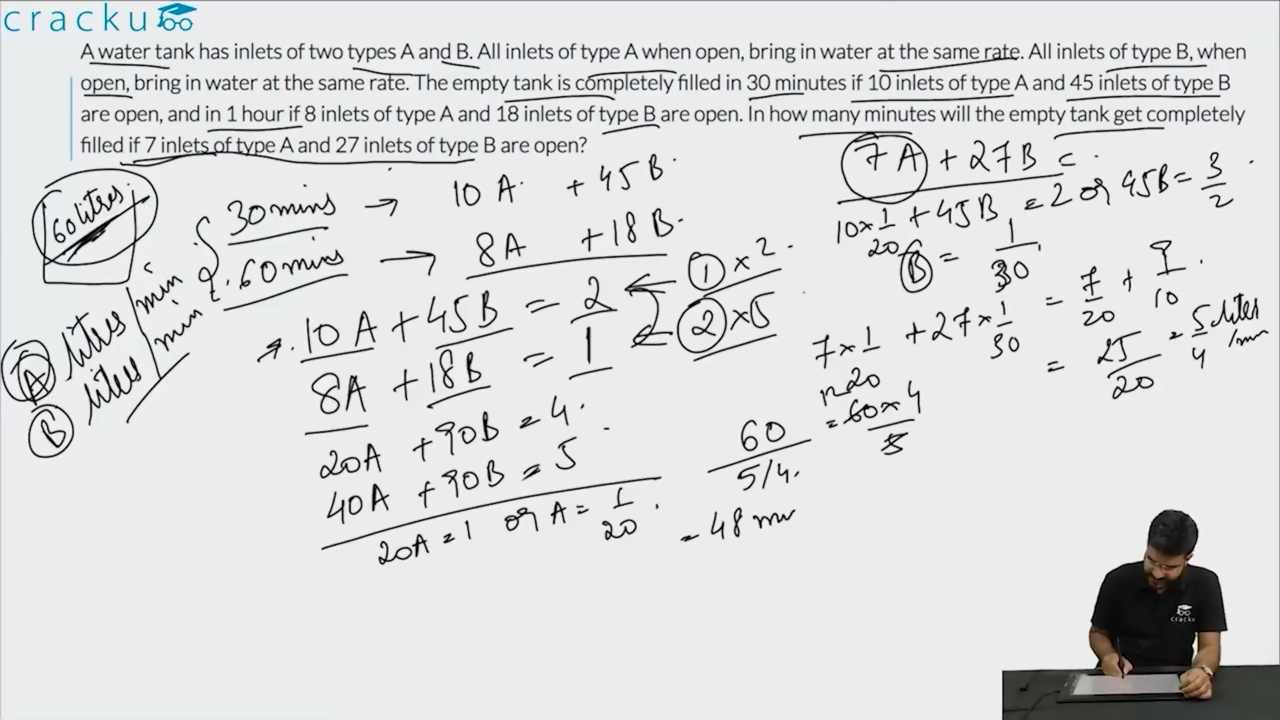 cracku
A water tank has inlets of two types A and B. All inlets of type A when open, bring in water at the same rate. All inlets of type B, when
open, bring in water at the same rate. The empty tank is completely filled in 30 minutes if 10 inlets of type A and 45 inlets of type B
are open, and in 1 hour if 8 inlets of type A and 18 inlets of type B are open. In how many minutes will the empty tank get completely
filled if 7 inlets of type A and 27 inlets of type B are open?
60 litres
30 mins → 10 A + 45B
60 mins → 8A + 18B
10A + 45B = 2 ← ① × 2
8A + 18B = 1 ← ② × 5
20A + 90B = 4
40A + 90B = 5
20A = 1 or A = 1/20
A litres/min
B litres/min
7A + 27B =
10 × 1/20 + 45B = 2 or 45B = 3/2
B = 1/30
7 × 1/20 + 27 × 1/30 = 7/20 + 9/10
= 25/20 = 5/4 liters/min
60/5/4 = 60 × 4/5
= 48 min
cracku